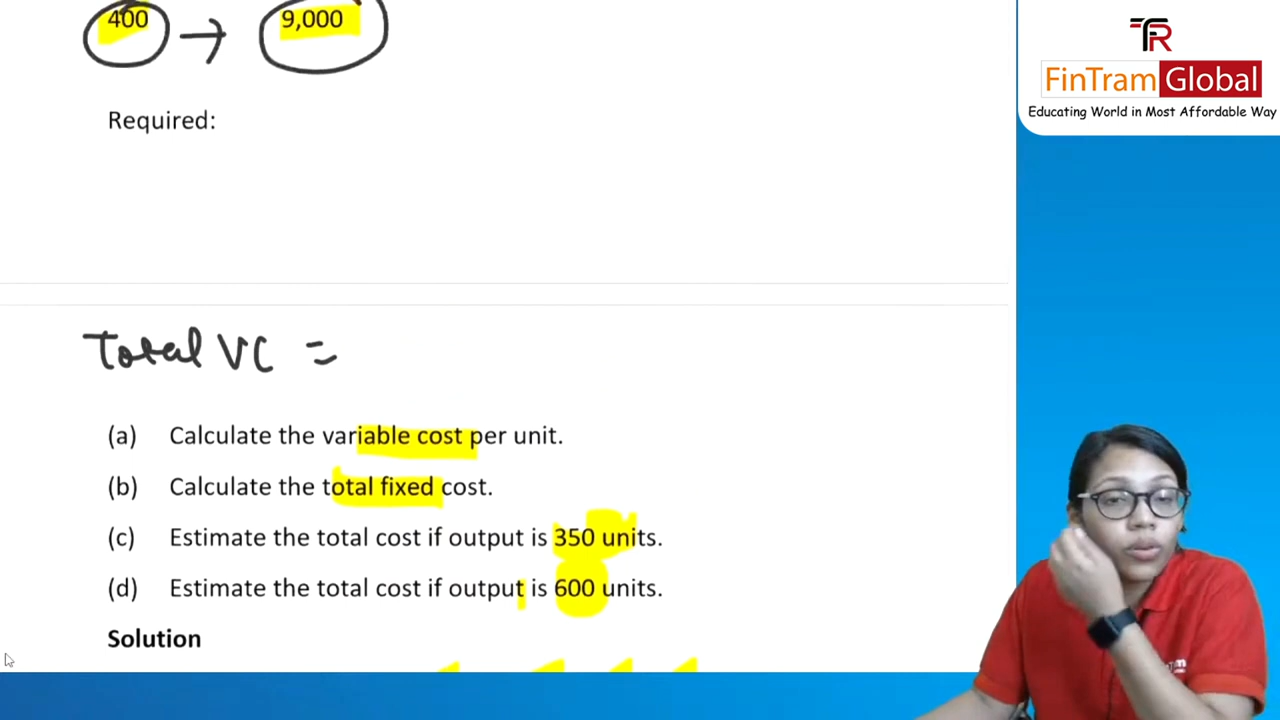 400 → 9,000
TR
FinTram Global
Educating World in Most Affordable Way
Required:
Total VC =
(a) Calculate the variable cost per unit.
(b) Calculate the total fixed cost.
(c) Estimate the total cost if output is 350 units.
(d) Estimate the total cost if output is 600 units.
Solution